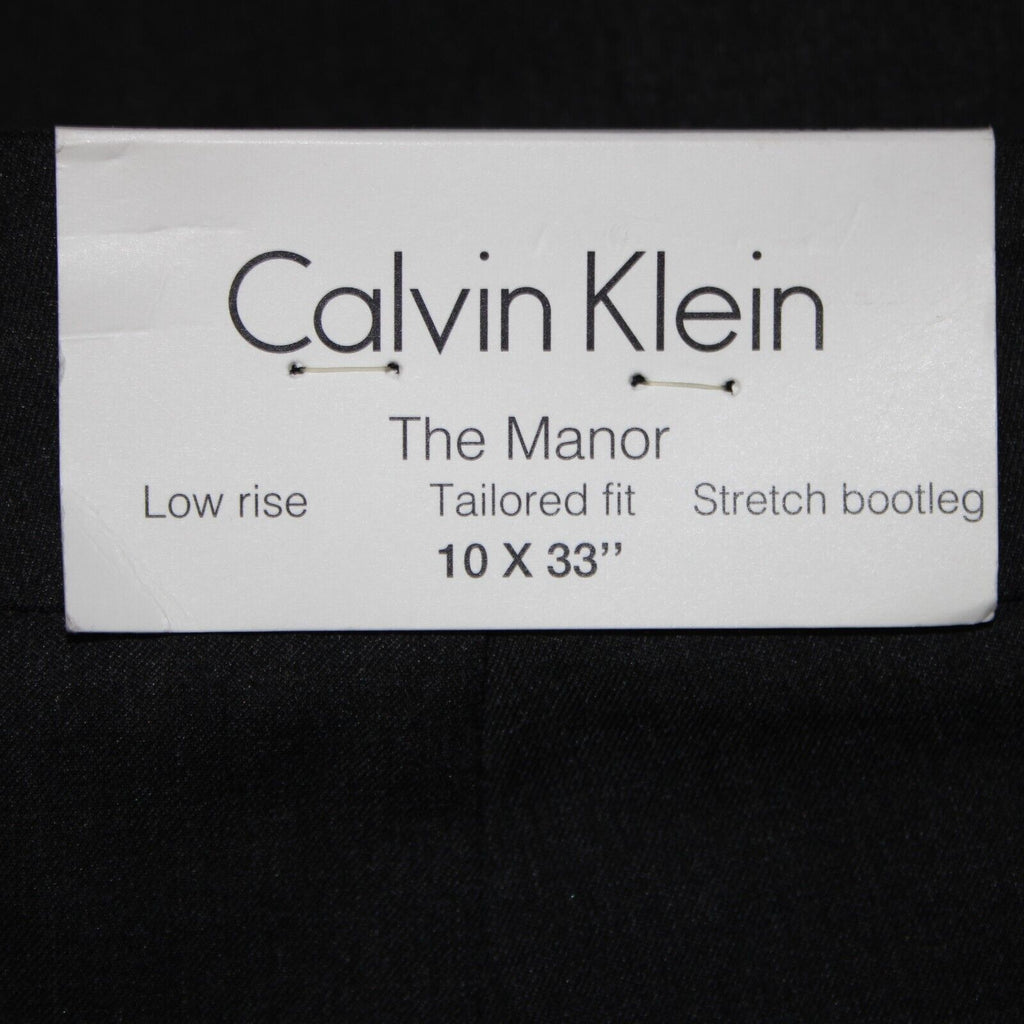 Calvin Klein
The Manor
Low rise Tailored fit Stretch bootleg
10 X 33”